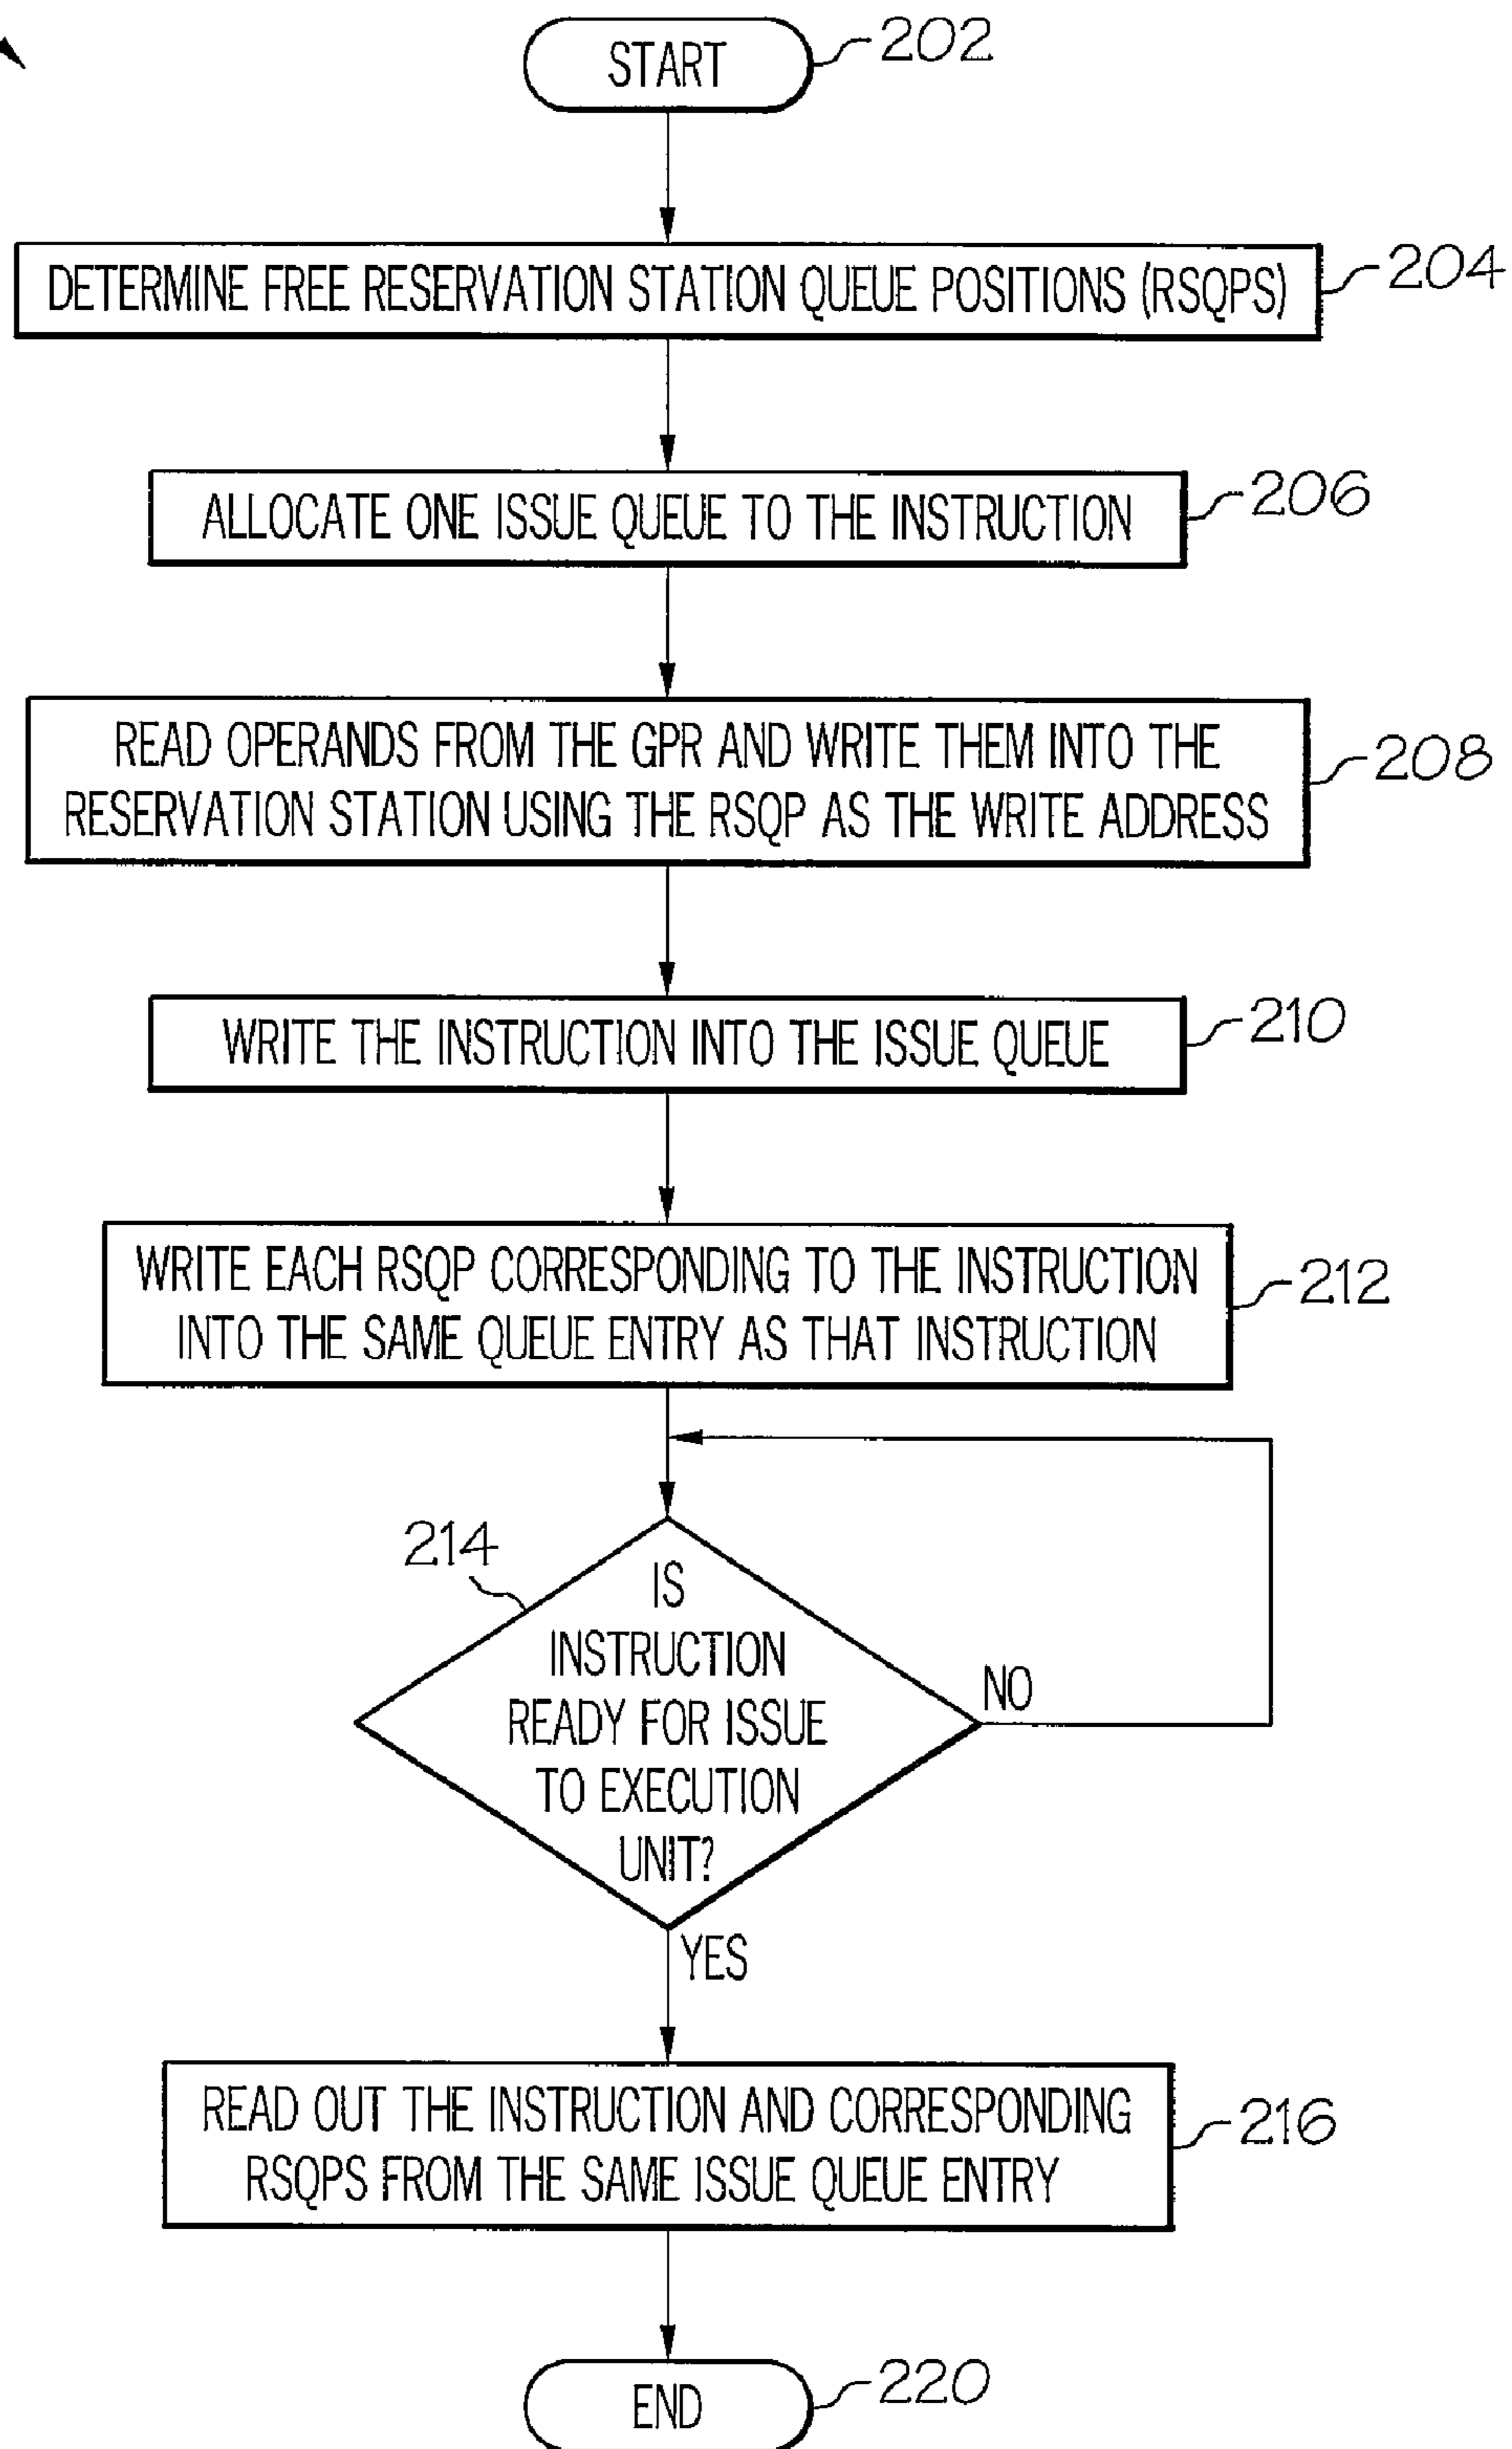 START
202
DETERMINE FREE RESERVATION STATION QUEUE POSITIONS (RSQPS)
204
ALLOCATE ONE ISSUE QUEUE TO THE INSTRUCTION
206
READ OPERANDS FROM THE GPR AND WRITE THEM INTO THE
RESERVATION STATION USING THE RSQP AS THE WRITE ADDRESS
208
WRITE THE INSTRUCTION INTO THE ISSUE QUEUE
210
WRITE EACH RSQP CORRESPONDING TO THE INSTRUCTION
INTO THE SAME QUEUE ENTRY AS THAT INSTRUCTION
212
214
IS
INSTRUCTION
READY FOR ISSUE
TO EXECUTION
UNIT?
NO
YES
READ OUT THE INSTRUCTION AND CORRESPONDING
RSQPS FROM THE SAME ISSUE QUEUE ENTRY
216
END
220